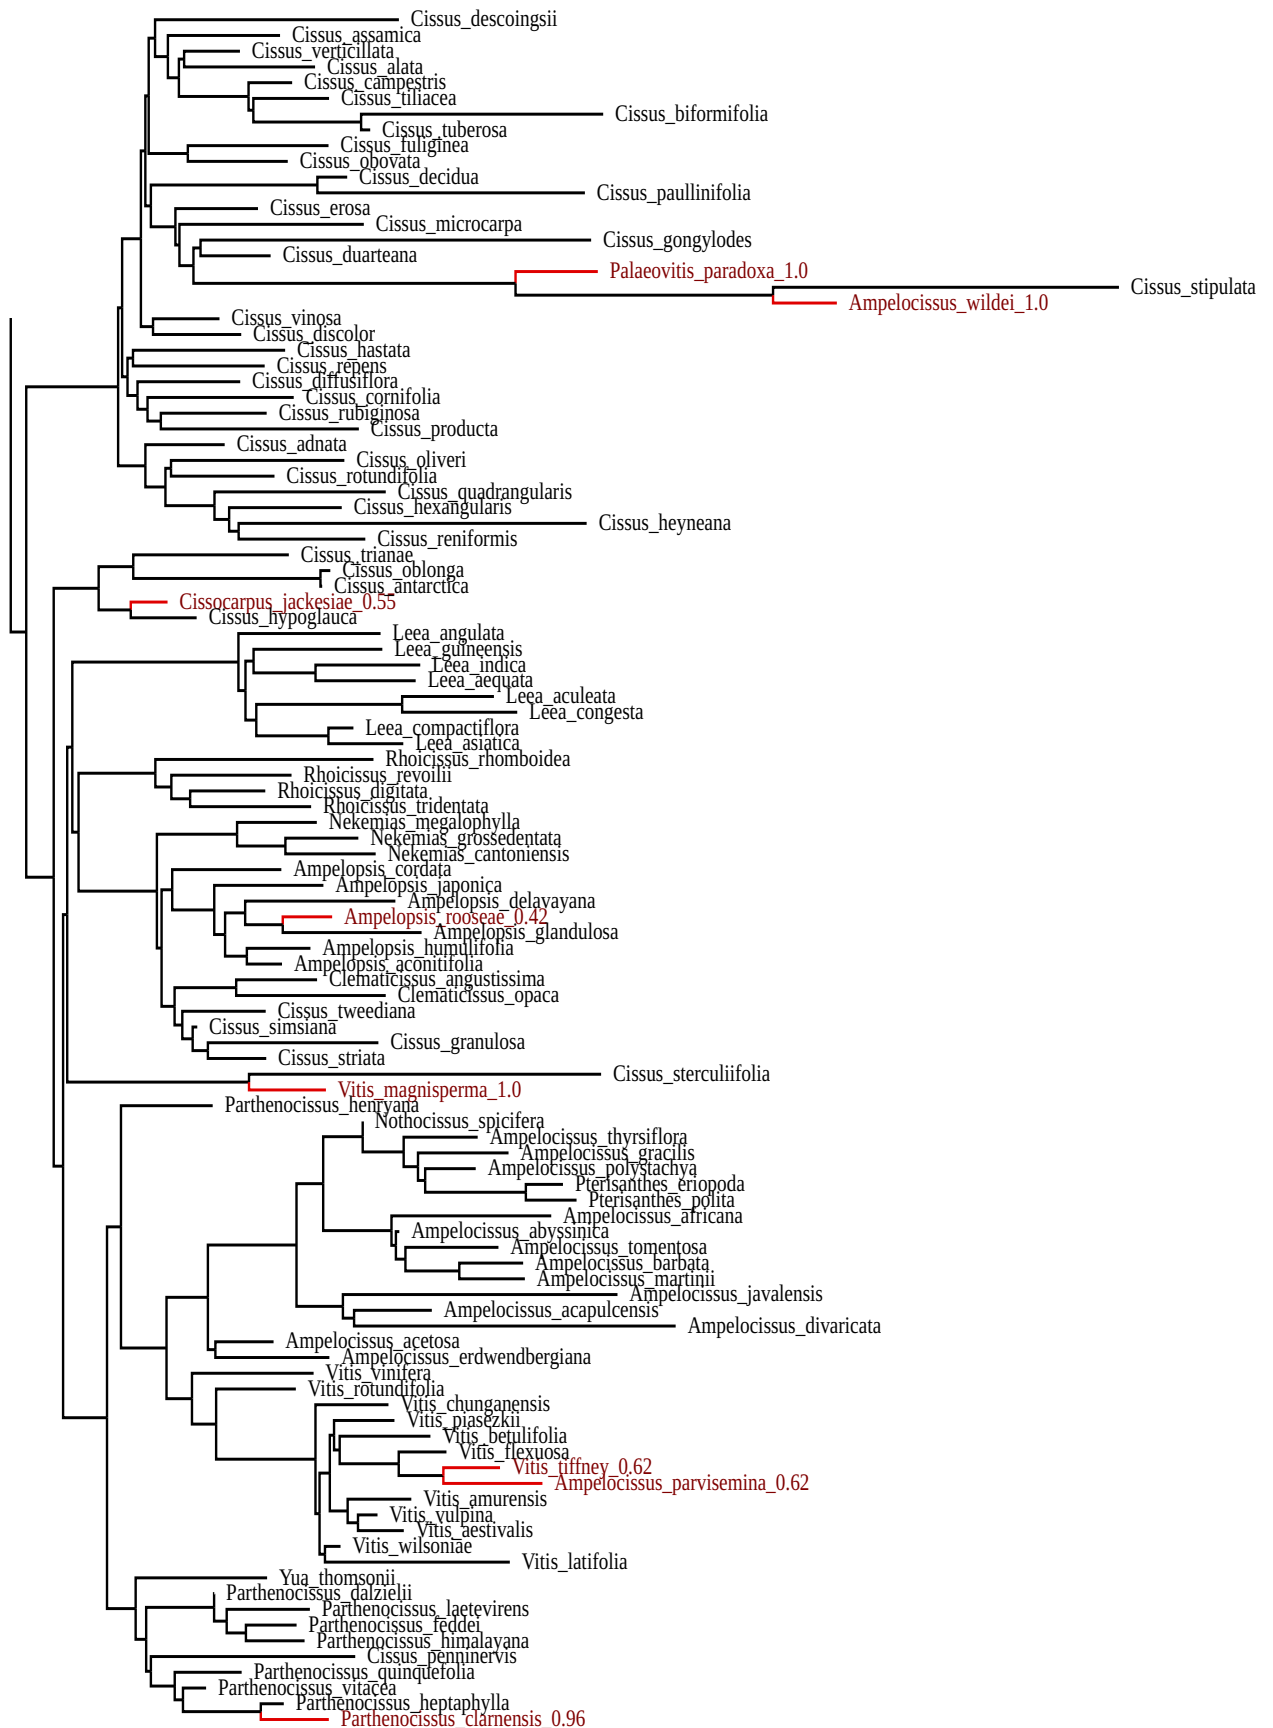 Cissus_descoingsii
Cissus_assamica
Cissus_verticillata
Cissus_alata
Cissus_campestris
Cissus_tiliacea
Cissus_biformifolia
Cissus_tuberosa
Cissus_fuliginea
Cissus_obovata
Cissus_decidua
Cissus_paullinifolia
Cissus_erosa
Cissus_microcarpa
Cissus_gongylodes
Cissus_duarteana
Palaeovitis_paradoxa_1.0
Cissus_stipulata
Ampelocissus_wildei_1.0
Cissus_vinosa
Cissus_discolor
Cissus_hastata
Cissus_repens
Cissus_diffusiflora
Cissus_cornifolia
Cissus_rubiginosa
Cissus_producta
Cissus_adnata
Cissus_oliveri
Cissus_rotundifolia
Cissus_quadrangularis
Cissus_hexangularis
Cissus_heyneana
Cissus_reniformis
Cissus_trianae
Cissus_oblonga
Cissus_antarctica
Cissocarpus_jackesiae_0.55
Cissus_hypoglauca
Leea_angulata
Leea_guineensis
Leea_indica
Leea_aequata
Leea_aculeata
Leea_congesta
Leea_compactiflora
Leea_asiatica
Rhoicissus_rhomboidea
Rhoicissus_revoilii
Rhoicissus_digitata
Rhoicissus_tridentata
Nekemias_megalophylla
Nekemias_grossedentata
Nekemias_cantoniensis
Ampelopsis_cordata
Ampelopsis_japonica
Ampelopsis_delavayana
Ampelopsis_rooseae_0.42
Ampelopsis_glandulosa
Ampelopsis_humulifolia
Ampelopsis_aconitifolia
Clematicissus_angustissima
Clematicissus_opaca
Cissus_tweediana
Cissus_simsiana
Cissus_granulosa
Cissus_striata
Cissus_sterculiifolia
Vitis_magnisperma_1.0
Parthenocissus_henryana
Nothocissus_spicifera
Ampelocissus_thyrsiflora
Ampelocissus_gracilis
Ampelocissus_polystachya
Pterisanthes_eriopoda
Pterisanthes_polita
Ampelocissus_africana
Ampelocissus_abyssinica
Ampelocissus_tomentosa
Ampelocissus_barbata
Ampelocissus_martinii
Ampelocissus_javalensis
Ampelocissus_acapulcensis
Ampelocissus_divaricata
Ampelocissus_acetosa
Ampelocissus_erdwendbergiana
Vitis_vinifera
Vitis_rotundifolia
Vitis_chunganensis
Vitis_piasezkii
Vitis_betulifolia
Vitis_flexuosa
Vitis_tiffney_0.62
Ampelocissus_parvisemina_0.62
Vitis_amurensis
Vitis_vulpina
Vitis_aestivalis
Vitis_wilsoniae
Vitis_latifolia
Yua_thomsonii
Parthenocissus_dalzielii
Parthenocissus_laetevirens
Parthenocissus_feddei
Parthenocissus_himalayana
Cissus_penninervis
Parthenocissus_quinquefolia
Parthenocissus_vitacea
Parthenocissus_heptaphylla
Parthenocissus_clarnensis_0.96